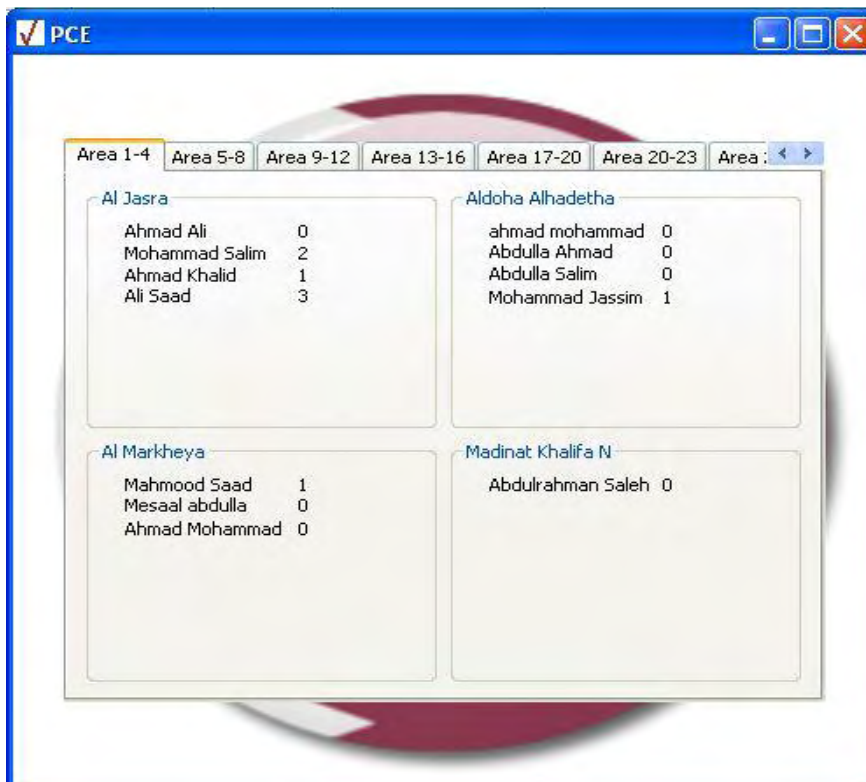 PCE
Area 1-4 Area 5-8 Area 9-12 Area 13-16 Area 17-20 Area 20-23 Area
Al Jasra
Ahmad Ali 0
Mohammad Salim 2
Ahmad Khalid 1
Ali Saad 3
Aldoha Alhadetha
ahmad mohammad 0
Abdulla Ahmad 0
Abdulla Salim 0
Mohammad Jassim 1
Al Markheya
Mahmood Saad 1
Mesaal abdulla 0
Ahmad Mohammad 0
Madinat Khalifa N
Abdulrahman Saleh 0